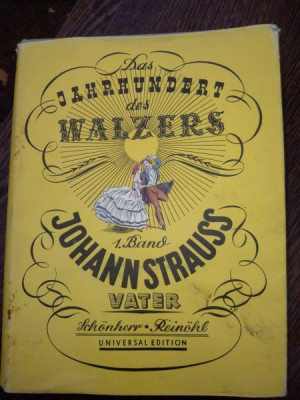 Das
JAHRHUNDERT
des
WALZERS
1. Band
JOHANN STRAUSS
VATER
Schönherr * Reinöhl
UNIVERSAL EDITION